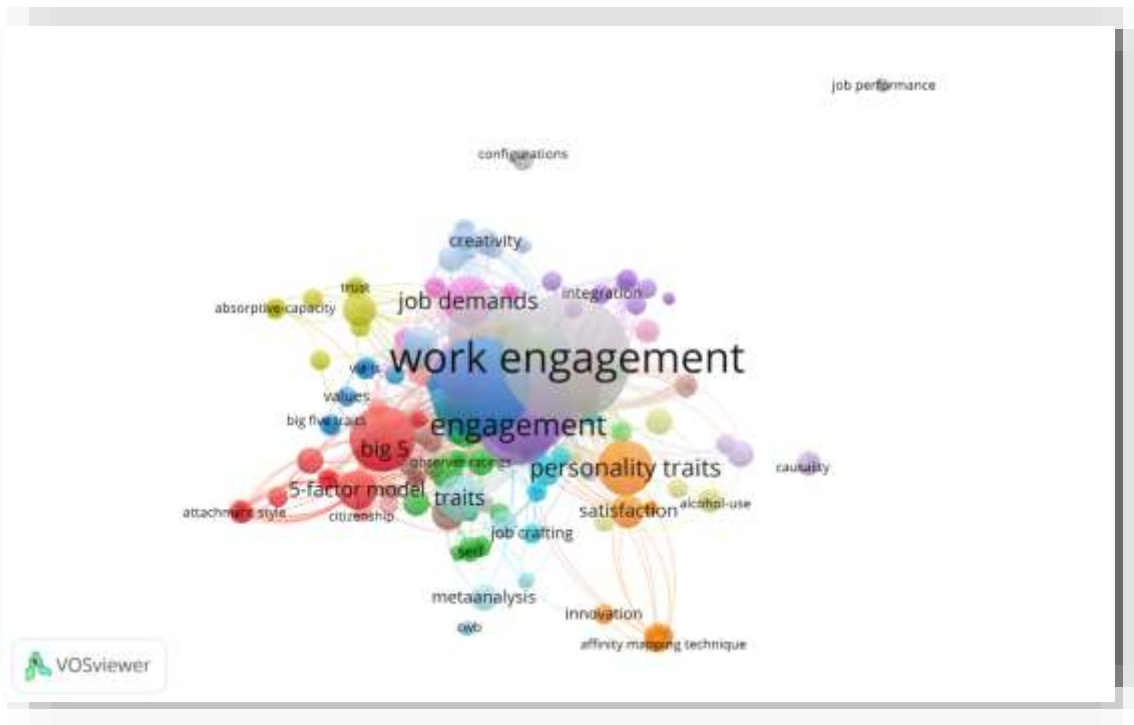 job performance
configurations
creativity
trust
absorptive-capacity
job demands
integration
work engagement
values
big five traits
engagement
big 5
observer ratings
personality traits
causality
5-factor model
traits
attachment style
citizenship
satisfaction
alcohol-use
job crafting
self
metaanalysis
innovation
cwb
affinity mapping technique
VOSviewer